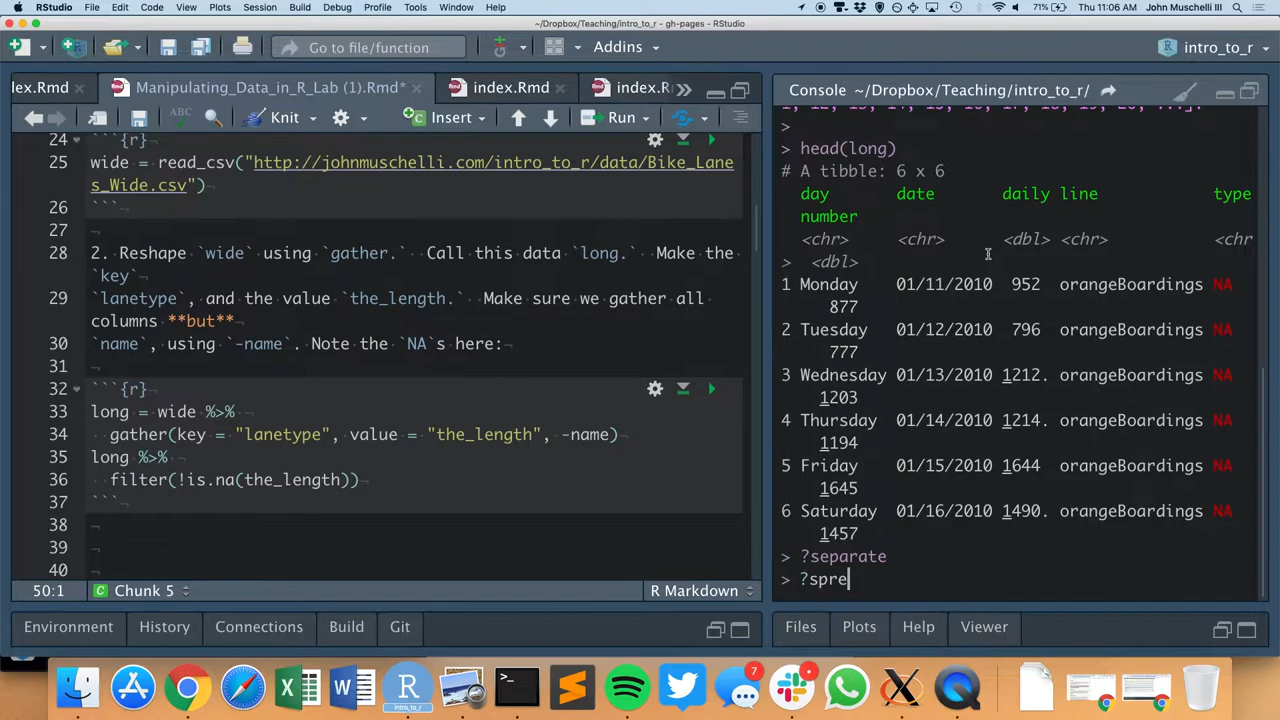 RStudio File Edit Code View Plots Session Build Debug Profile Tools Window Help 71% Thu 11:06 AM John Muschelli III
~/Dropbox/Teaching/intro_to_r - gh-pages - RStudio
Go to file/function Addins intro_to_r
lex.Rmd Manipulating_Data_in_R_Lab (1).Rmd* index.Rmd index.R
ABC Knit Insert Run
24 ```{r}
25 wide = read_csv("http://johnmuschelli.com/intro_to_r/data/Bike_Lane
s_Wide.csv")
26 ```
27
28 2. Reshape `wide` using `gather.` Call this data `long.` Make the
`key`
29 `lanetype`, and the value `the_length.` Make sure we gather all
columns **but**
30 `name`, using `-name`. Note the `NA`s here:
31
32 ```{r}
33 long = wide %>%
34 gather(key = "lanetype", value = "the_length", -name)
35 long %>%
36 filter(!is.na(the_length))
37 ```
38
39
40
50:1 Chunk 5 R Markdown
Environment History Connections Build Git
Console ~/Dropbox/Teaching/intro_to_r/
>
> head(long)
# A tibble: 6 x 6
day date daily line type
number
<chr> <chr> <dbl> <chr> <chr
> <dbl>
1 Monday 01/11/2010 952 orangeBoardings NA
877
2 Tuesday 01/12/2010 796 orangeBoardings NA
777
3 Wednesday 01/13/2010 1212. orangeBoardings NA
1203
4 Thursday 01/14/2010 1214. orangeBoardings NA
1194
5 Friday 01/15/2010 1644 orangeBoardings NA
1645
6 Saturday 01/16/2010 1490. orangeBoardings NA
1457
> ?separate
> ?spre
Files Plots Help Viewer
intro_to_r
7